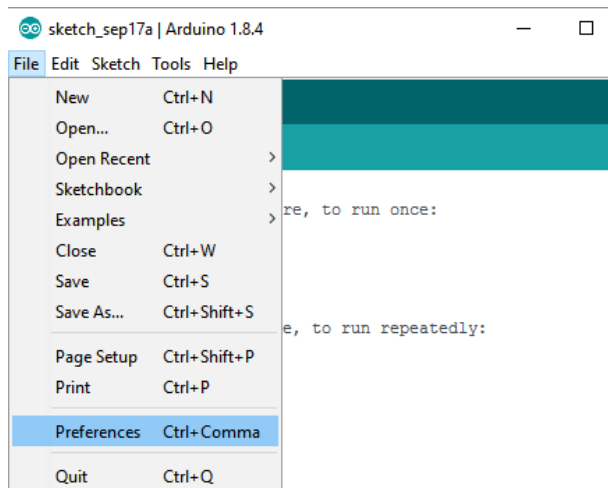 sketch_sep17a | Arduino 1.8.4
File Edit Sketch Tools Help
New Ctrl+N
Open... Ctrl+O
Open Recent
Sketchbook
re, to run once:
Examples
Close Ctrl+W
Save Ctrl+S
Save As... Ctrl+Shift+S
e, to run repeatedly:
Page Setup Ctrl+Shift+P
Print Ctrl+P
Preferences Ctrl+Comma
Quit Ctrl+Q